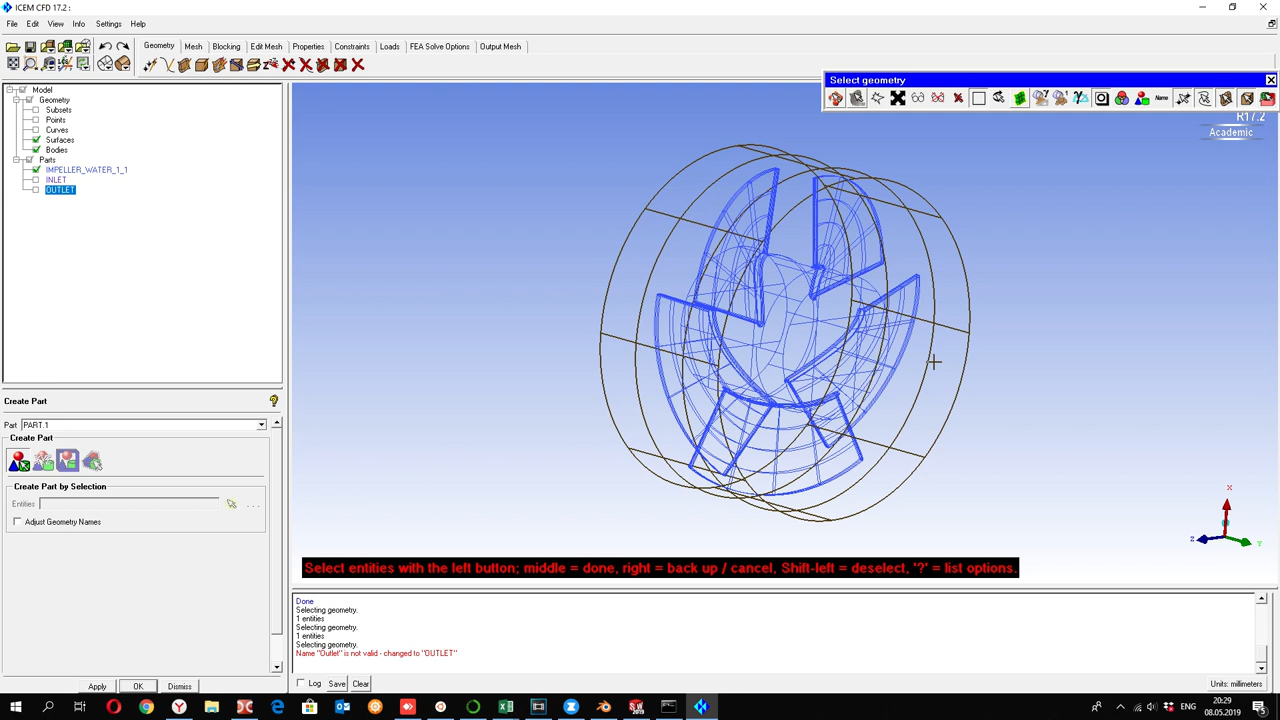 ICEM CFD 17.2 :
File Edit View Info Settings Help
Geometry Mesh Blocking Edit Mesh Properties Constraints Loads FEA Solve Options Output Mesh
Select geometry
Name
R17.2
Academic
Model
Geometry
Subsets
Points
Curves
Surfaces
Bodies
Parts
IMPELLER_WATER_1_1
INLET
OUTLET
Create Part
Part PART.1
Create Part
Create Part by Selection
Entities
Adjust Geometry Names
Apply OK Dismiss
X
Z
Y
Select entities with the left button; middle = done, right = back up / cancel, Shift-left = deselect, '?' = list options.
Done
Selecting geometry.
1 entities
Selecting geometry.
1 entities
Selecting geometry.
Name "Outlet" is not valid - changed to "OUTLET"
Log Save Clear
Units: millimeters
ENG
20:29
08.05.2019